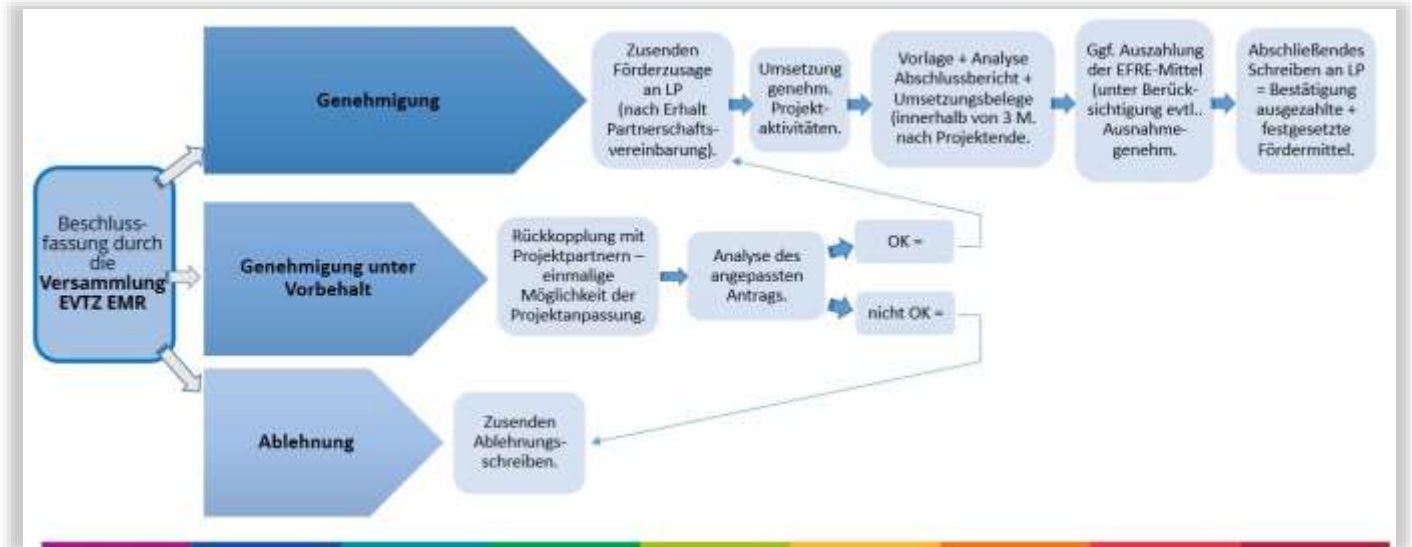 Beschluss-
fassung durch
die
Versammlung
EVTZ EMR
Genehmigung
Zusenden
Förderzusage
an LP
(nach Erhalt
Partnerschafts-
vereinbarung).
Umsetzung
genehm.
Projekt-
aktivitäten.
Vorlage + Analyse
Abschlussbericht +
Umsetzungsbelege
(innerhalb von 3 M.
nach Projektende.
Ggf. Auszahlung
der EFRE-Mittel
(unter Berück-
sichtigung evtl..
Ausnahme-
genehm.
Abschließendes
Schreiben an LP
= Bestätigung
ausgezahlte +
festgesetzte
Fördermittel.
Genehmigung unter
Vorbehalt
Rückkopplung mit
Projektpartnern –
einmalige
Möglichkeit der
Projektanpassung.
Analyse des
angepassten
Antrags.
OK =
nicht OK =
Ablehnung
Zusenden
Ablehnungs-
schreiben.